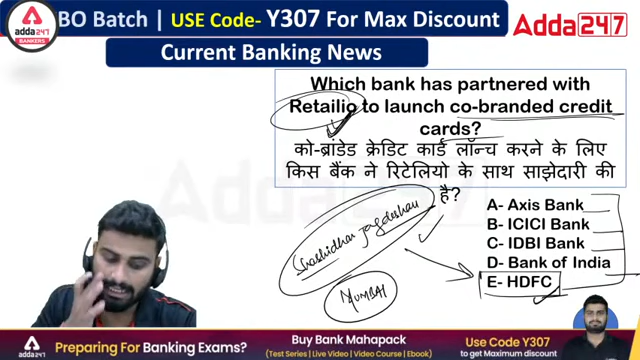 adda247
BANKERS
BO Batch | USE Code- Y307 For Max Discount
Adda247
Current Banking News
Which bank has partnered with
Retailio to launch co-branded credit
cards?
को-ब्रांडेड क्रेडिट कार्ड लॉन्च करने के लिए
किस बैंक ने रिटेलियो के साथ साझेदारी की
है?
A- Axis Bank
B- ICICI Bank
C- IDBI Bank
D- Bank of India
E- HDFC
Shashidhar Jagdeshan
MUMBAI
adda247
Preparing For Banking Exams?
Buy Bank Mahapack
(Test Series | Live Video | Video Course | Ebook)
Use Code Y307
to get Maximum discount